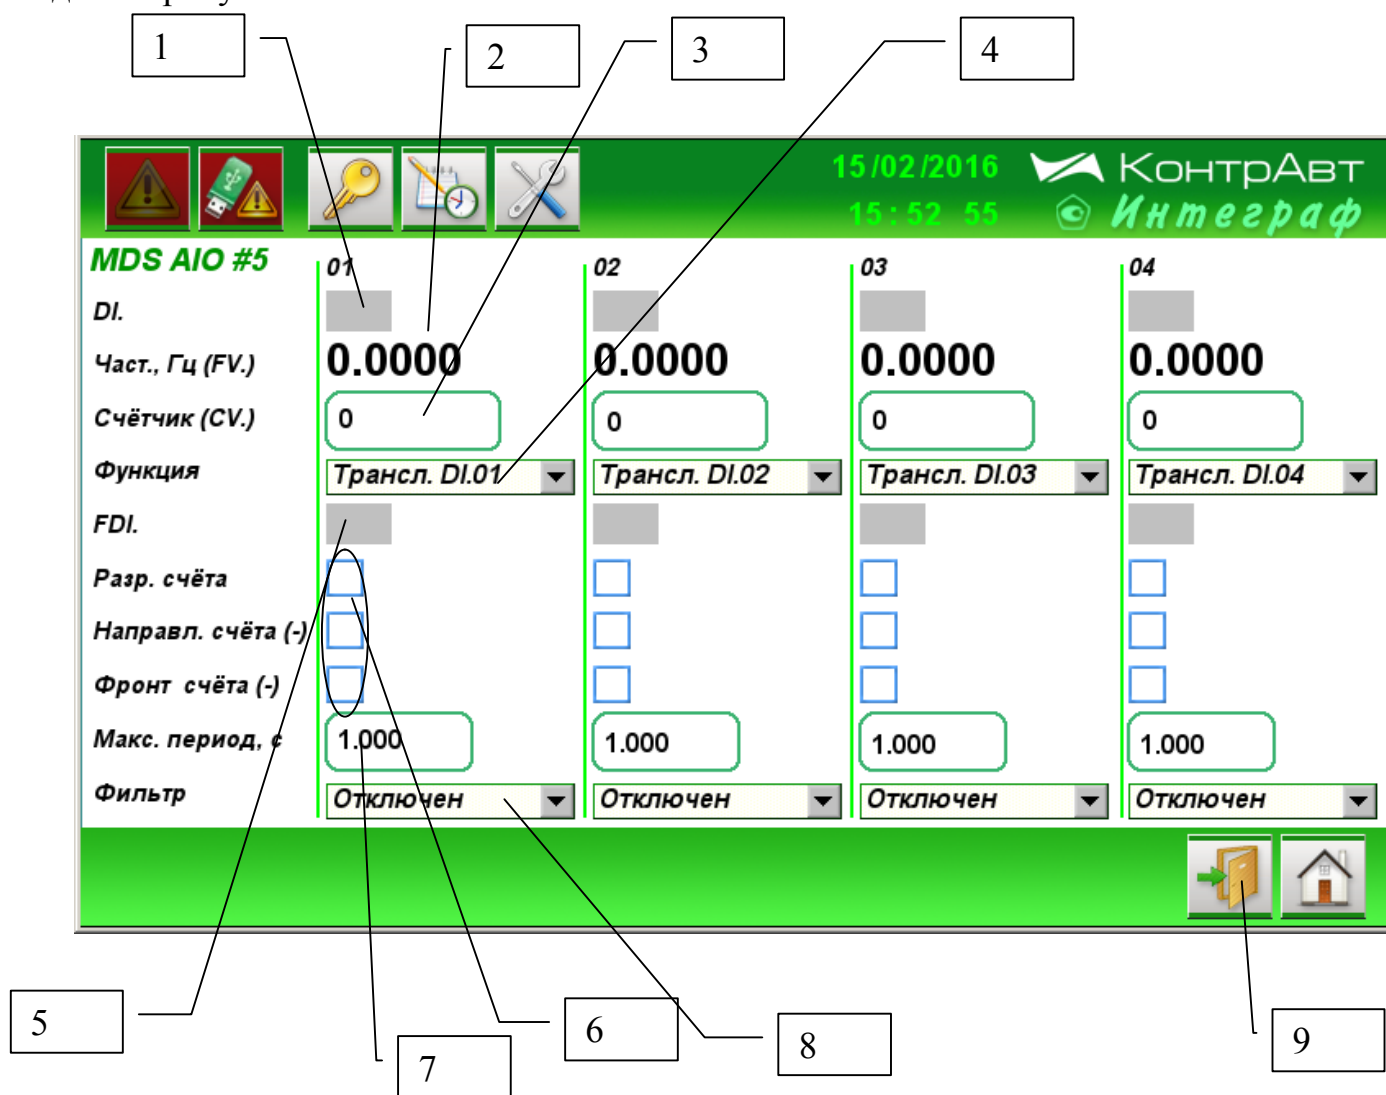 1 2 3 4
15/02/2016 КонтрАвт
15:52 55 Интеграф
MDS AIO #5 01 02 03 04
DI.
Част., Гц (FV.) 0.0000 0.0000 0.0000 0.0000
Счётчик (CV.) 0 0 0 0
Функция Трансл. DI.01 Трансл. DI.02 Трансл. DI.03 Трансл. DI.04
FDI.
Разр. счёта
Направл. счёта (-)
Фронт счёта (-)
Макс. период, с 1.000 1.000 1.000 1.000
Фильтр Отключен Отключен Отключен Отключен
5 6 7 8 9